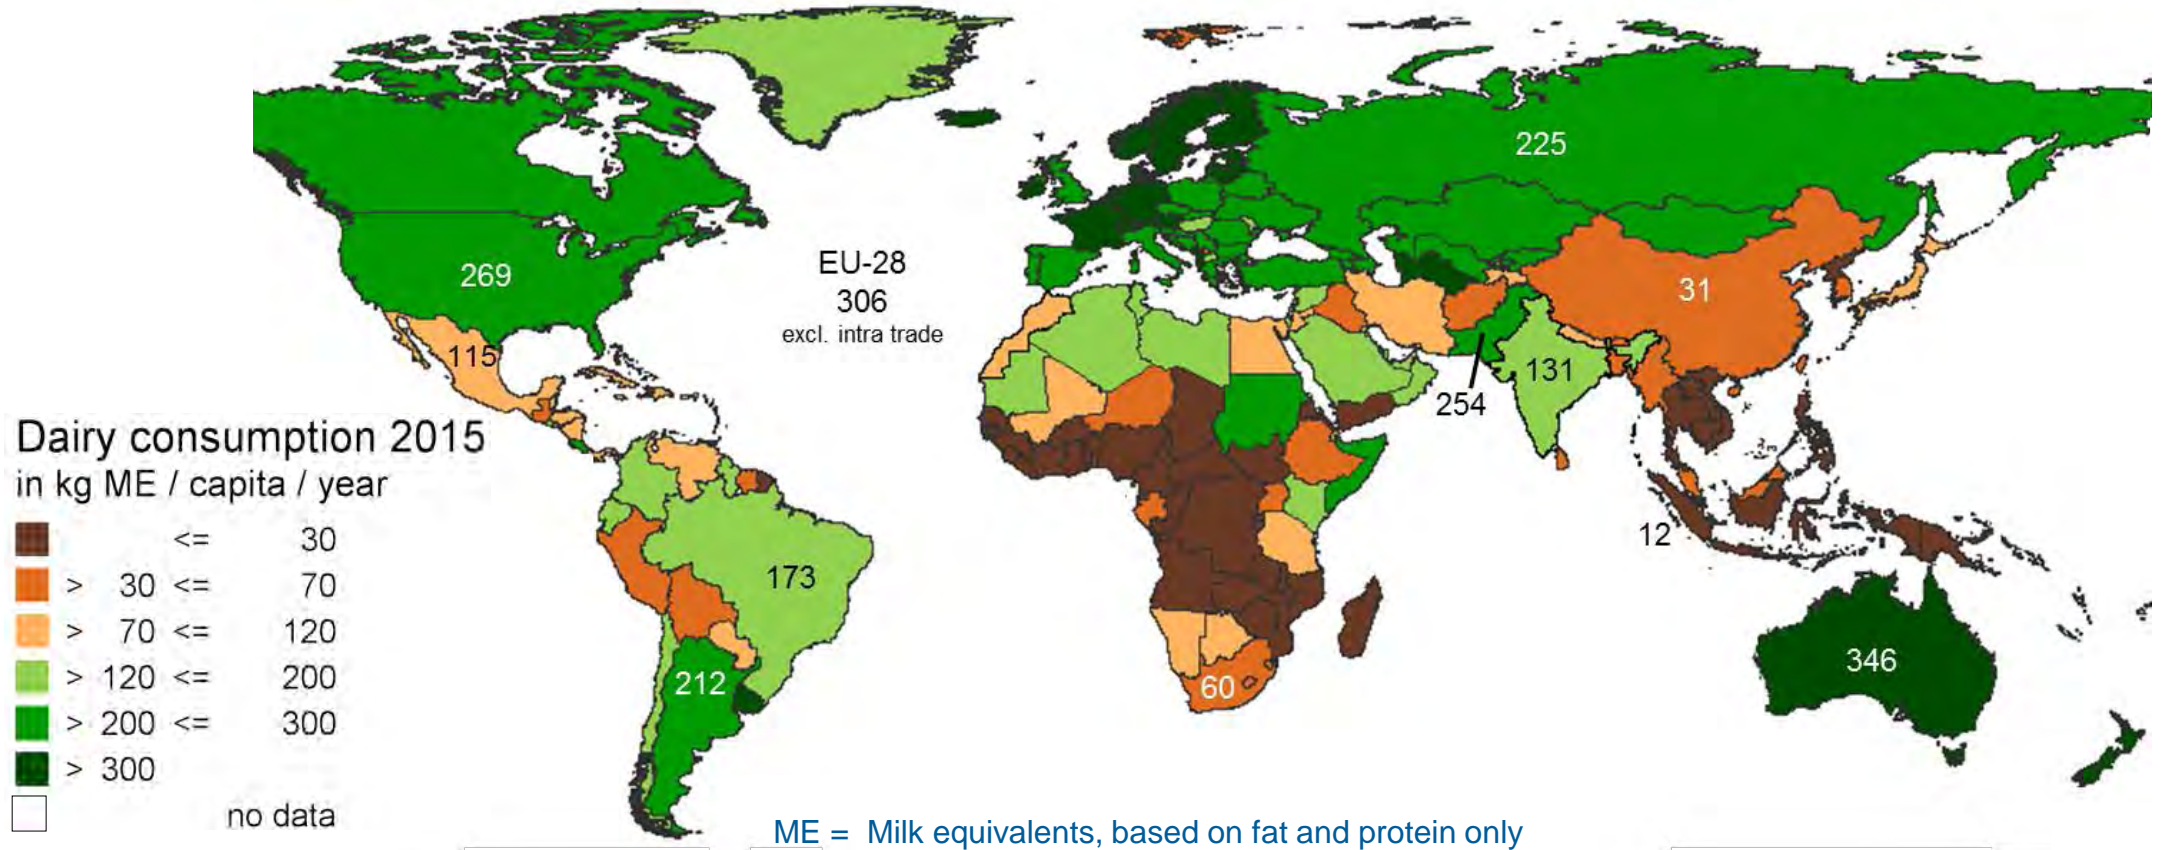 225
269
EU-28
306
excl. intra trade
31
115
131
254
Dairy consumption 2015
in kg ME / capita / year
<= 30
> 30 <= 70
> 70 <= 120
> 120 <= 200
> 200 <= 300
> 300
no data
12
173
212
60
346
ME = Milk equivalents, based on fat and protein only